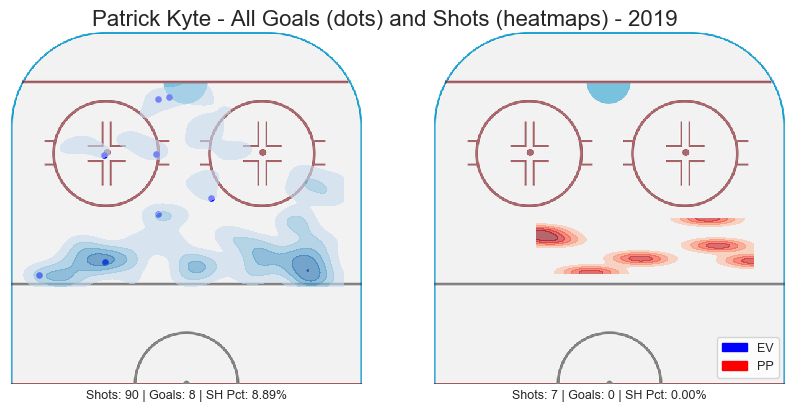 Patrick Kyte - All Goals (dots) and Shots (heatmaps) - 2019
EV
PP
Shots: 90 | Goals: 8 | SH Pct: 8.89%
Shots: 7 | Goals: 0 | SH Pct: 0.00%